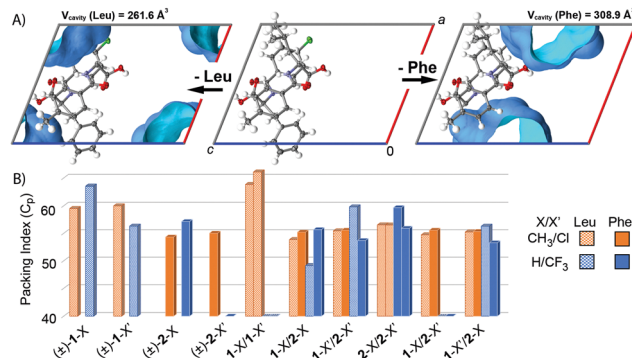 A)
V_cavity (Leu) = 261.6 Å³
- Leu
a
c
0
- Phe
V_cavity (Phe) = 308.9 Å³
B)
Packing Index (C_p)
60
55
50
45
40
X/X' Leu Phe
CH₃/Cl
H/CF₃
(±)-1-X
(±)-1-X'
(±)-2-X
(±)-2-X'
1-X/1-X'
1-X/2-X
1-X'/2-X'
2-X/2-X'
1-X/2-X'
1-X'/2-X